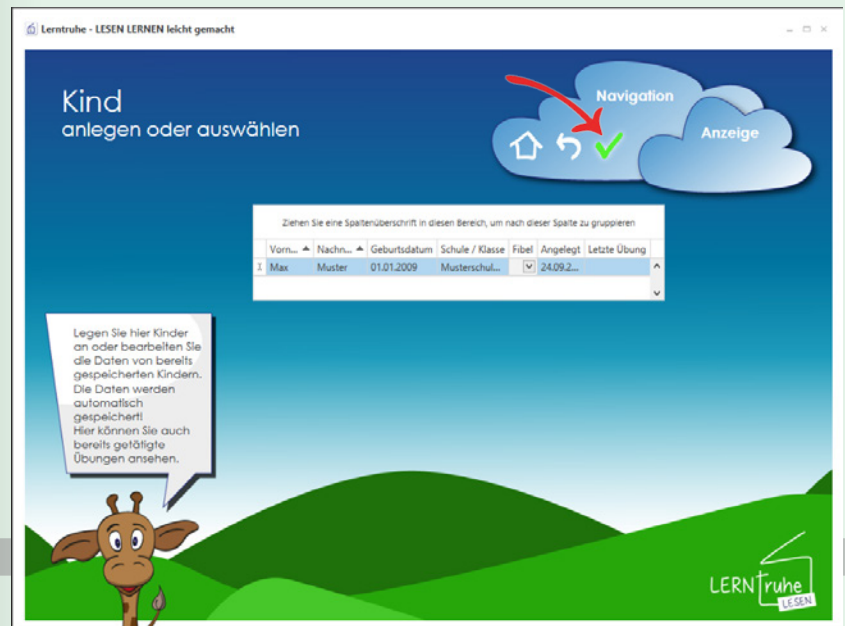 Lerntruhe - LESEN LERNEN leicht gemacht
Kind
anlegen oder auswählen
Navigation
Anzeige
Ziehen Sie eine Spaltenüberschrift in diesen Bereich, um nach dieser Spalte zu gruppieren
Vorn... Nachn... Geburtsdatum Schule / Klasse Fibel Angelegt Letzte Übung
Max Muster 01.01.2009 Musterschul... 24.09.2...
Legen Sie hier Kinder
an oder bearbeiten Sie
die Daten von bereits
gespeicherten Kindern.
Die Daten werden
automatisch
gespeichert!
Hier können Sie auch
bereits getätigte
Übungen ansehen.
LERNTruhe
LESEN